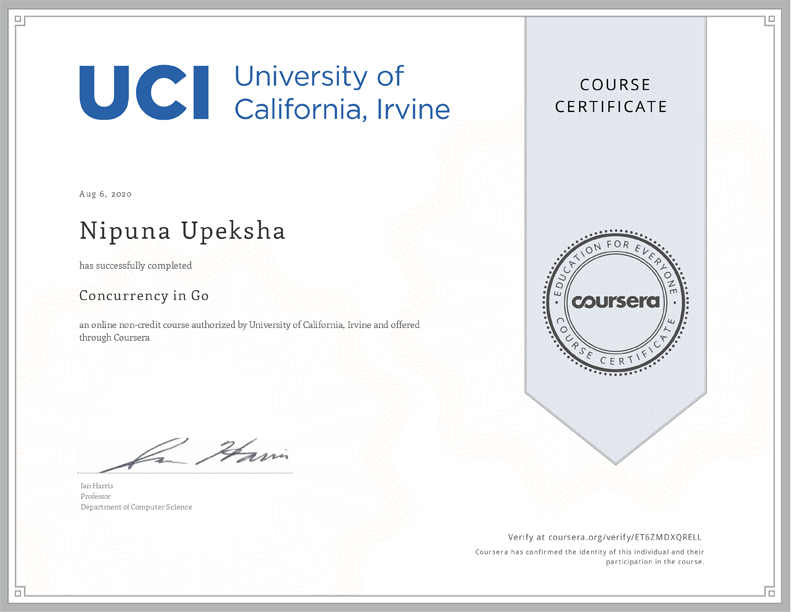 UCI
University of
California, Irvine
COURSE
CERTIFICATE
Aug 6, 2020
Nipuna Upeksha
has successfully completed
Concurrency in Go
an online non-credit course authorized by University of California, Irvine and offered
through Coursera
EDUCATION FOR EVERYONE
coursera
COURSE CERTIFICATE
Ian Harris
Ian Harris
Professor
Department of Computer Science
Verify at coursera.org/verify/ET6ZMDXQRELL
Coursera has confirmed the identity of this individual and their
participation in the course.